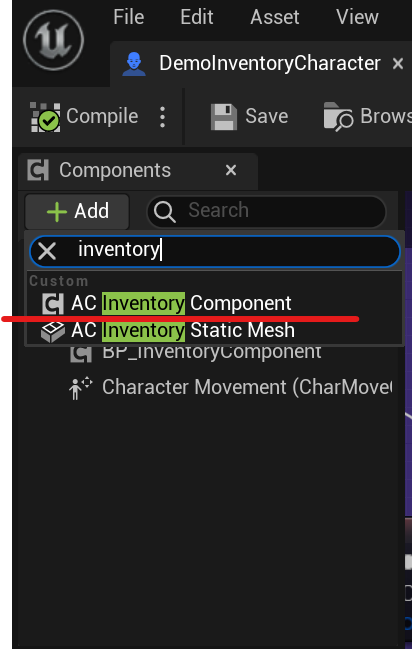 File Edit Asset View
DemoInventoryCharacter
Compile Save Brows
Components
Add Search
inventory
Custom
AC Inventory Component
AC Inventory Static Mesh
BP_InventoryComponent
Character Movement (CharMove